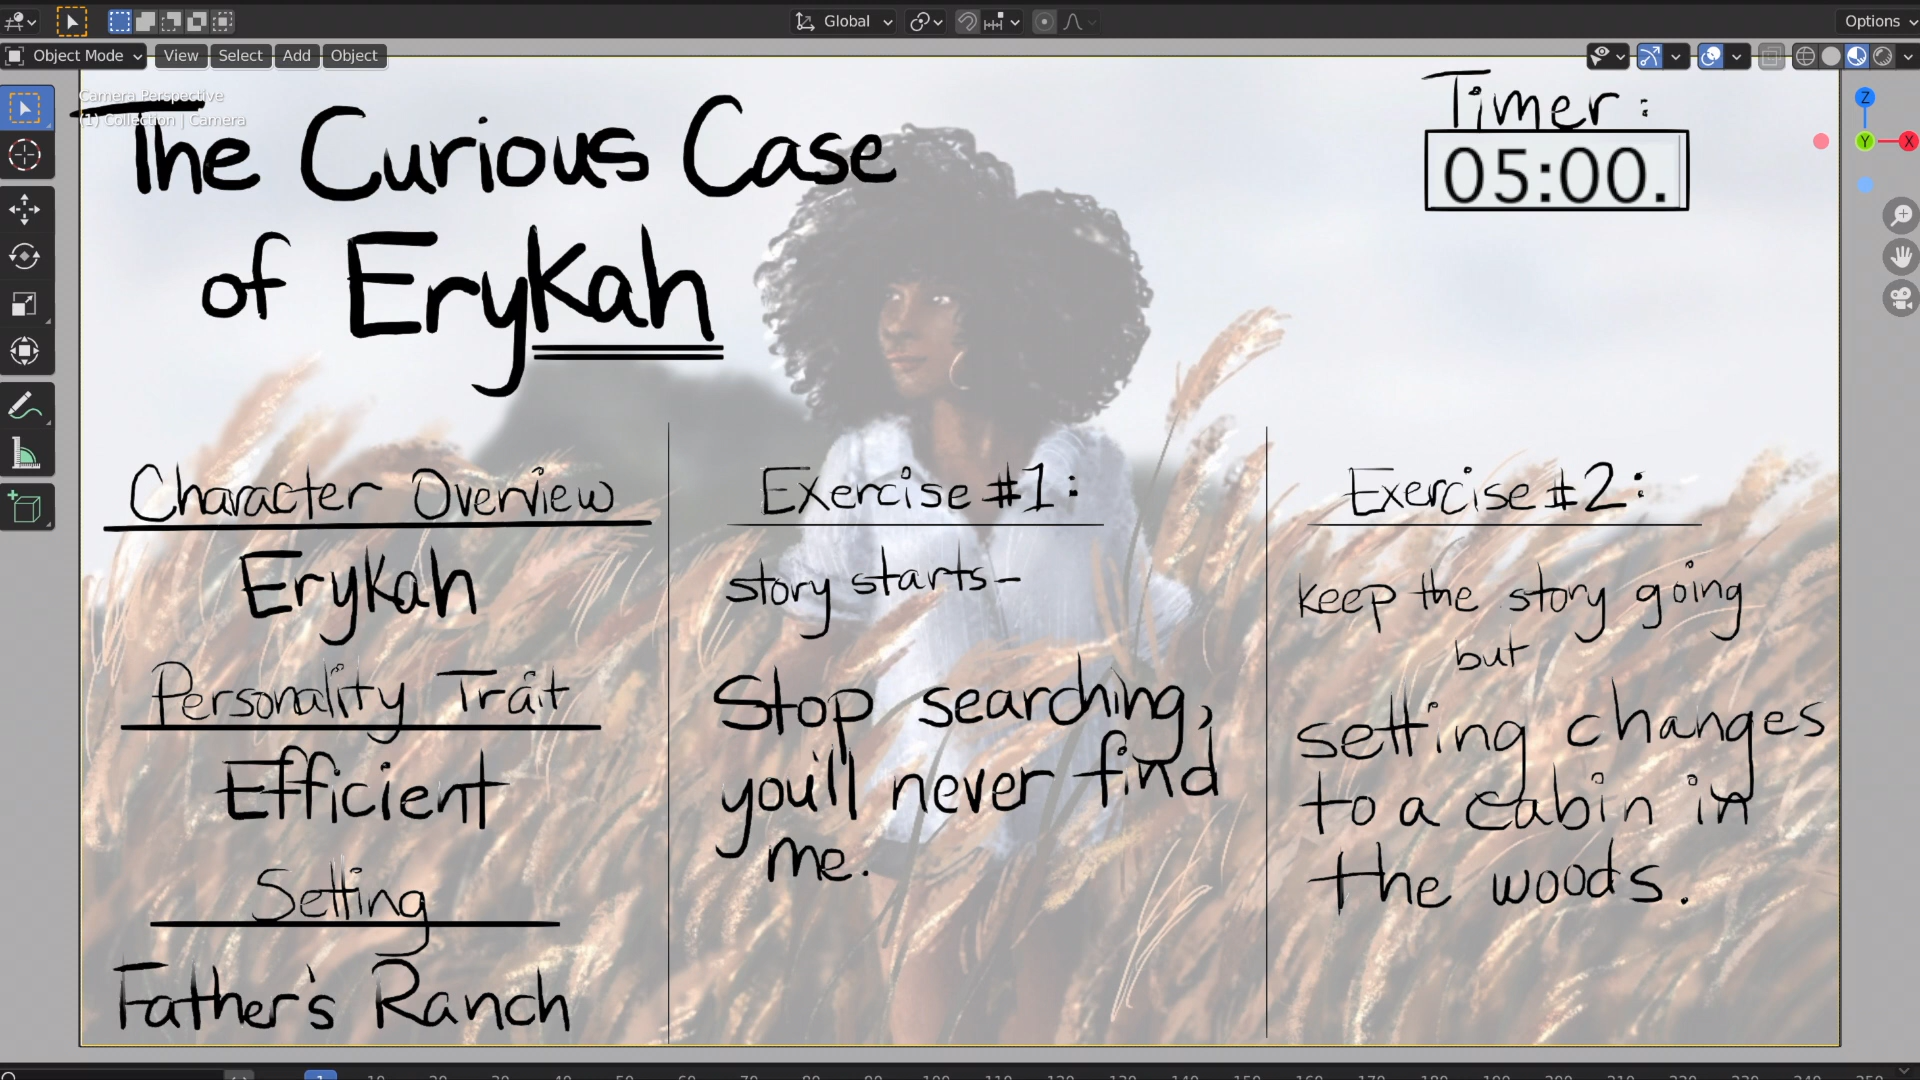 Global
Options
Object Mode
View
Select
Add
Object
Camera Perspective
(1) Collection | Camera
The Curious Case
of Erykah
Timer:
05:00.
Z
Y
X
Character Overview
Erykah
Personality Trait
Efficient
Setting
Father's Ranch
Exercise #1:
story starts-
Stop searching,
you'll never find
me.
Exercise #2:
keep the story going
but
setting changes
to a cabin in
the woods.